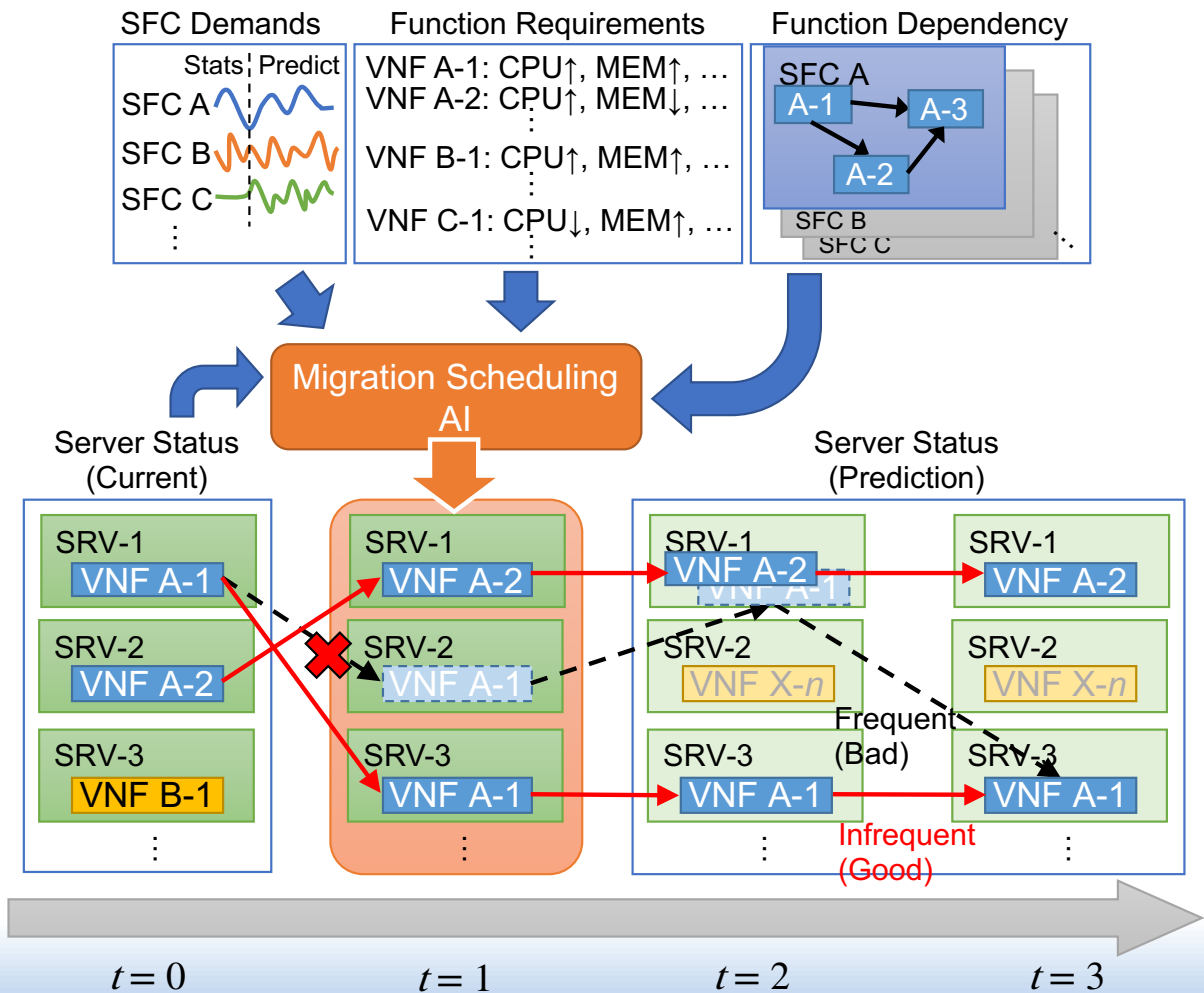 SFC Demands
Stats
Predict
SFC A
SFC B
SFC C
⋮
Function Requirements
VNF A-1: CPU↑, MEM↑, …
VNF A-2: CPU↑, MEM↓, …
⋮
VNF B-1: CPU↑, MEM↑, …
⋮
VNF C-1: CPU↓, MEM↑, …
⋮
Function Dependency
SFC A
A-1
A-3
A-2
SFC B
SFC C
⋱
Migration Scheduling
AI
Server Status
(Current)
SRV-1
VNF A-1
SRV-2
VNF A-2
SRV-3
VNF B-1
⋮
SRV-1
VNF A-2
SRV-2
VNF A-1
SRV-3
VNF A-1
⋮
Server Status
(Prediction)
SRV-1
VNF A-2
VNF A-1
SRV-2
VNF X-n
SRV-3
VNF A-1
⋮
SRV-1
VNF A-2
SRV-2
VNF X-n
SRV-3
VNF A-1
⋮
Frequent
(Bad)
Infrequent
(Good)
t = 0
t = 1
t = 2
t = 3